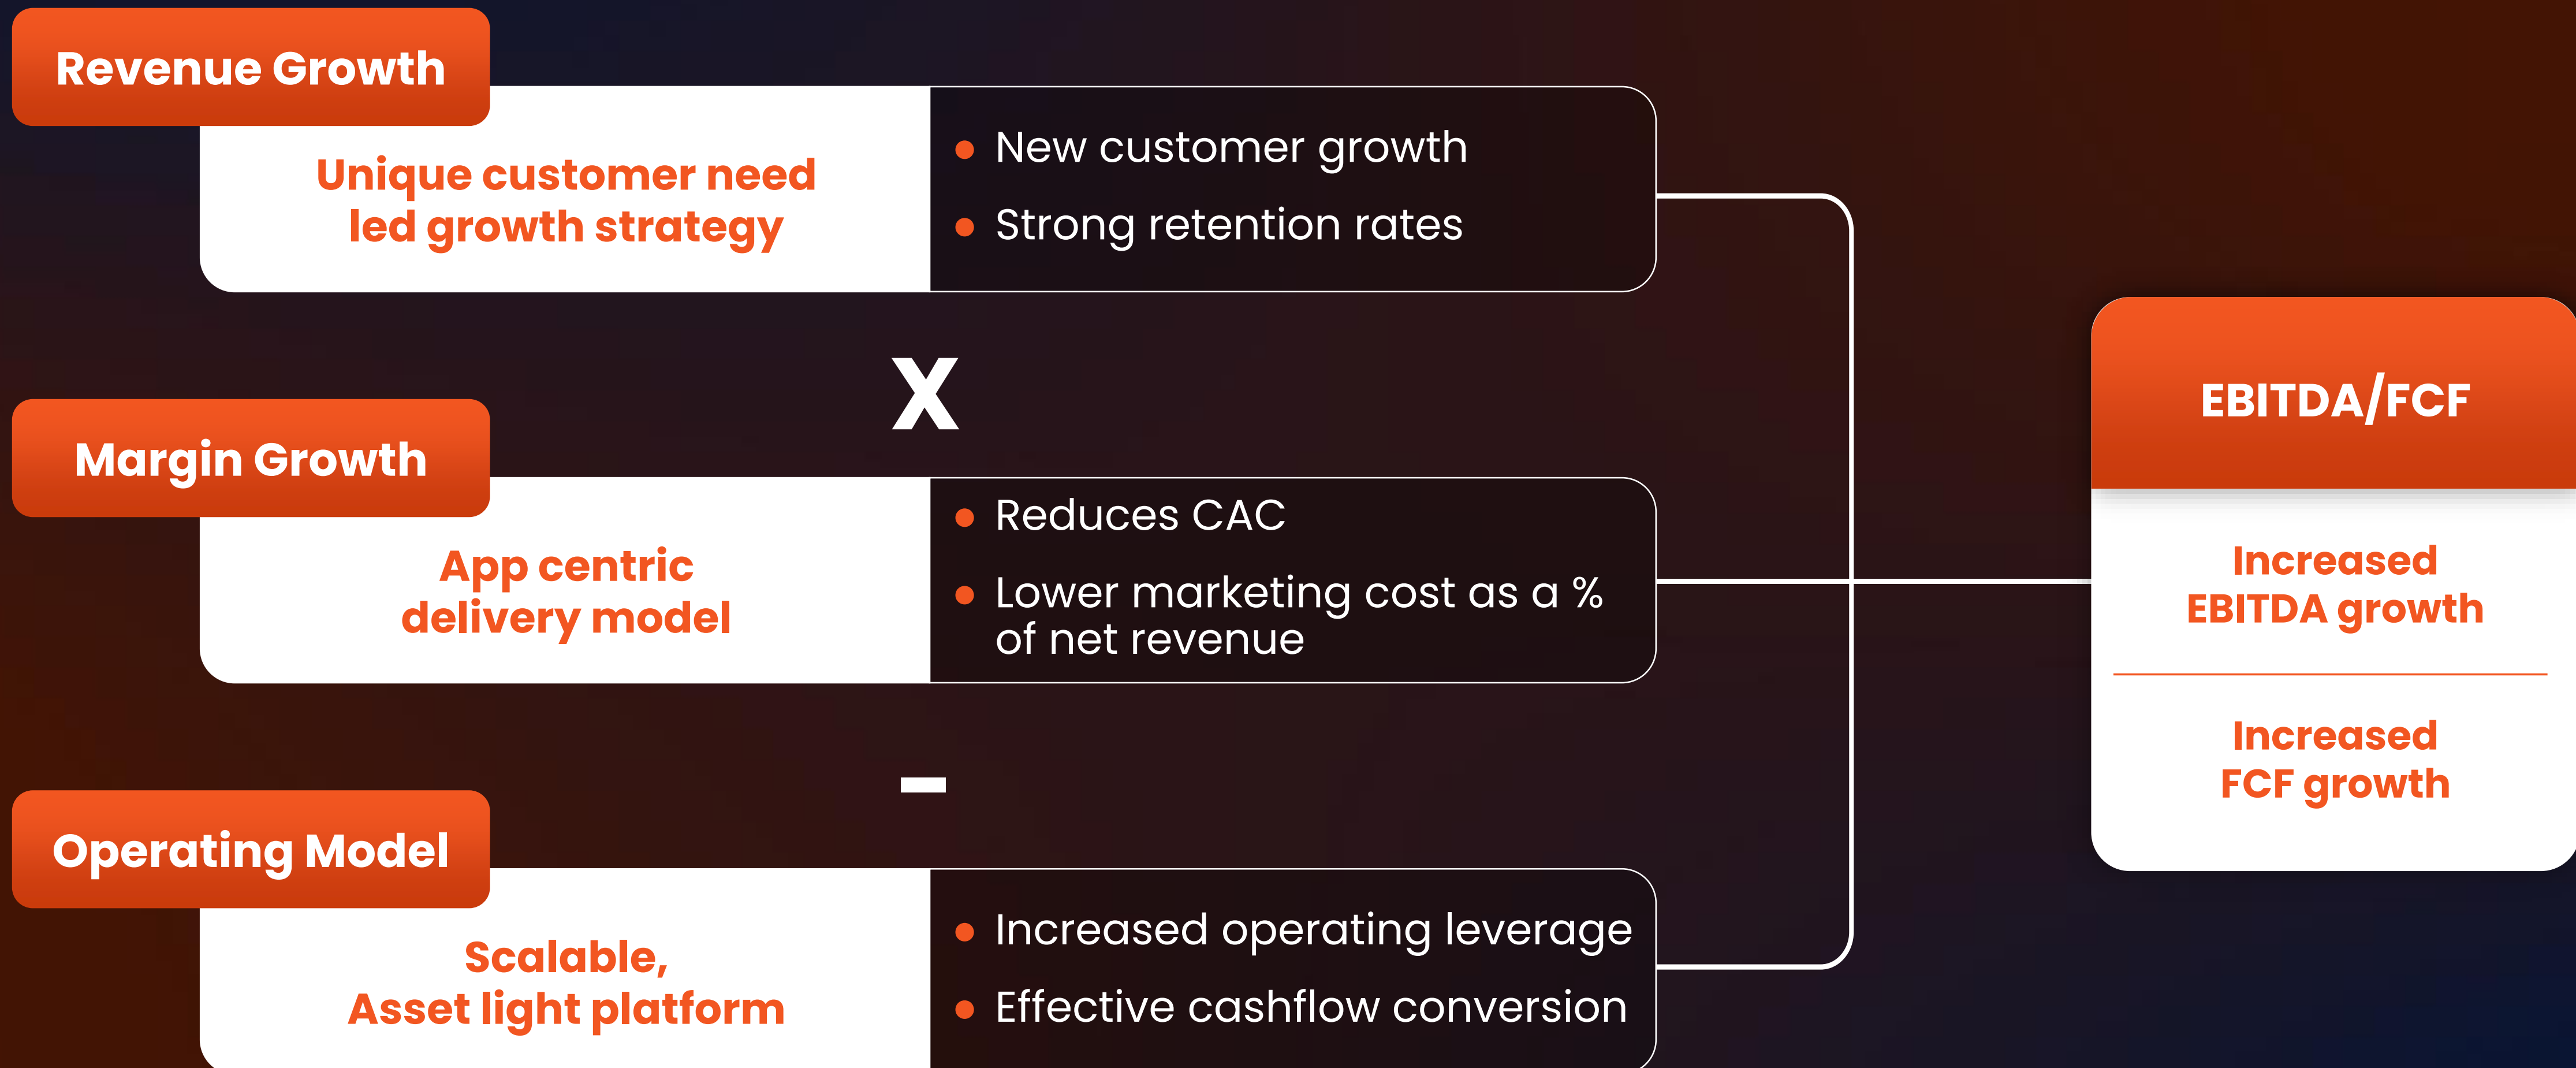 Revenue Growth
Unique customer need
led growth strategy
New customer growth
Strong retention rates
X
Margin Growth
App centric
delivery model
Reduces CAC
Lower marketing cost as a %
of net revenue
-
Operating Model
Scalable,
Asset light platform
Increased operating leverage
Effective cashflow conversion
EBITDA/FCF
Increased
EBITDA growth
Increased
FCF growth